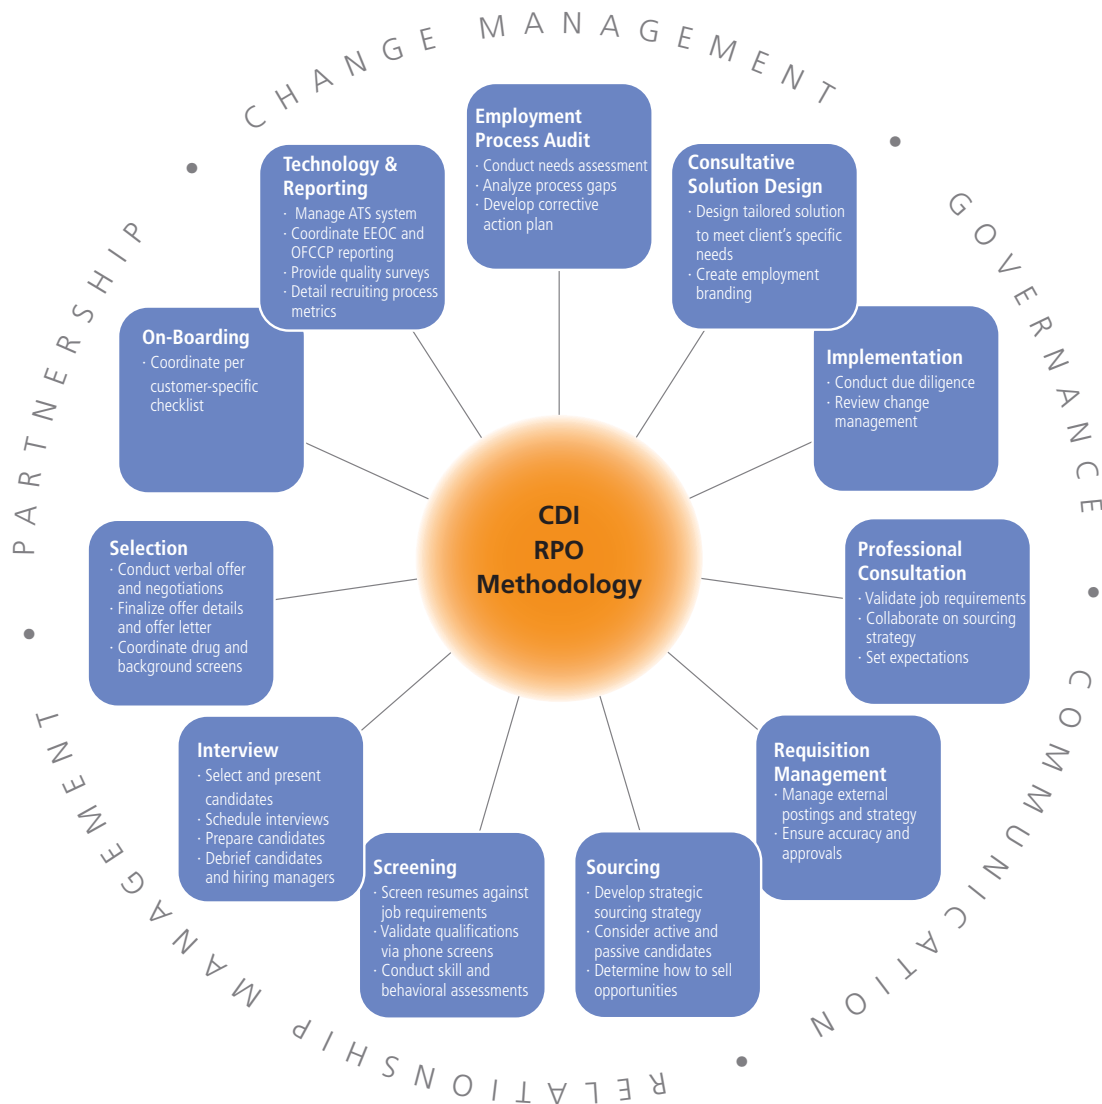 CHANGE MANAGEMENT
•
GOVERNANCE
•
COMMUNICATION
•
RELATIONSHIP MANAGEMENT
•
PARTNERSHIP
•
Employment
Process Audit
· Conduct needs assessment
· Analyze process gaps
· Develop corrective
action plan
Consultative
Solution Design
· Design tailored solution
to meet client's specific
needs
· Create employment
branding
Implementation
· Conduct due diligence
· Review change
management
Professional
Consultation
· Validate job requirements
· Collaborate on sourcing
strategy
· Set expectations
Requisition
Management
· Manage external
postings and strategy
· Ensure accuracy and
approvals
Sourcing
· Develop strategic
sourcing strategy
· Consider active and
passive candidates
· Determine how to sell
opportunities
Screening
· Screen resumes against
job requirements
· Validate qualifications
via phone screens
· Conduct skill and
behavioral assessments
Interview
· Select and present
candidates
· Schedule interviews
· Prepare candidates
· Debrief candidates
and hiring managers
Selection
· Conduct verbal offer
and negotiations
· Finalize offer details
and offer letter
· Coordinate drug and
background screens
On-Boarding
· Coordinate per
customer-specific
checklist
Technology &
Reporting
· Manage ATS system
· Coordinate EEOC and
OFCCP reporting
· Provide quality surveys
· Detail recruiting process
metrics
CDI
RPO
Methodology